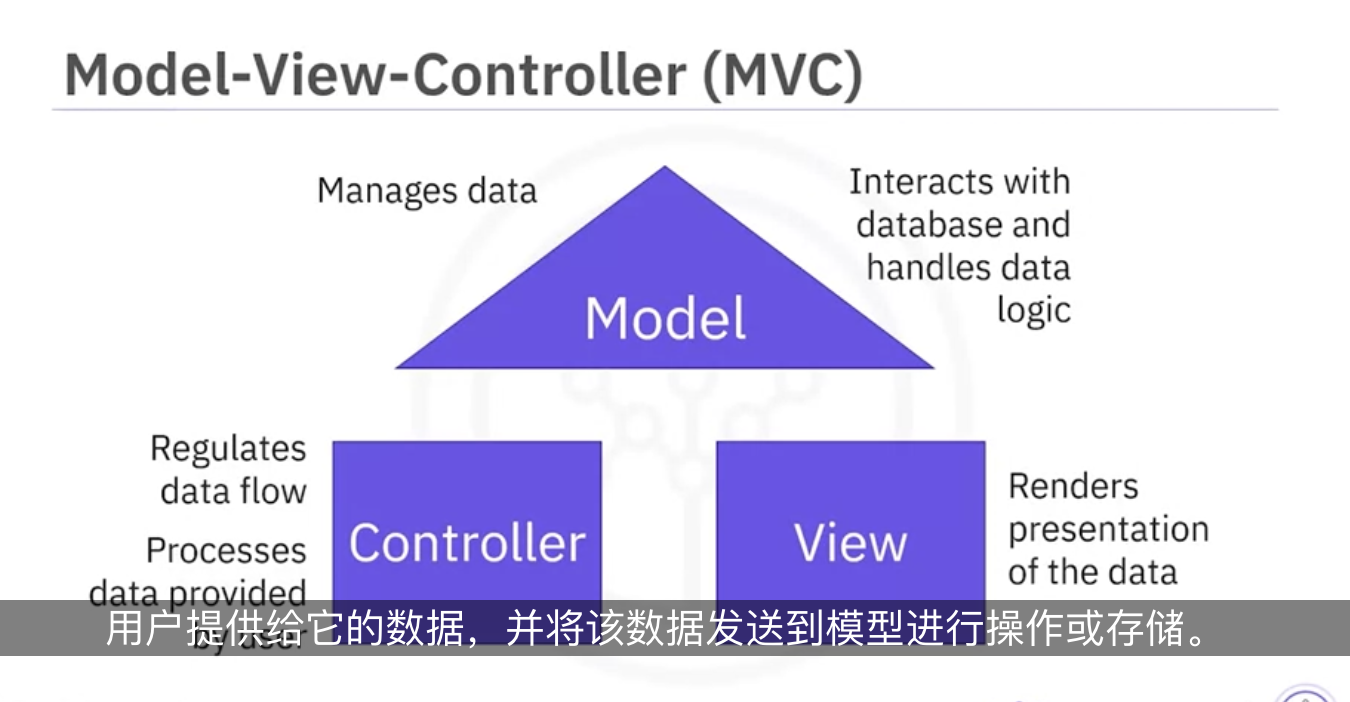 Model-View-Controller (MVC)
Manages data
Interacts with
database and
handles data
logic
Model
Regulates
data flow
Processes
data provided
by user
Controller
View
Renders
presentation
of the data
用户提供给它的数据，并将该数据发送到模型进行操作或存储。